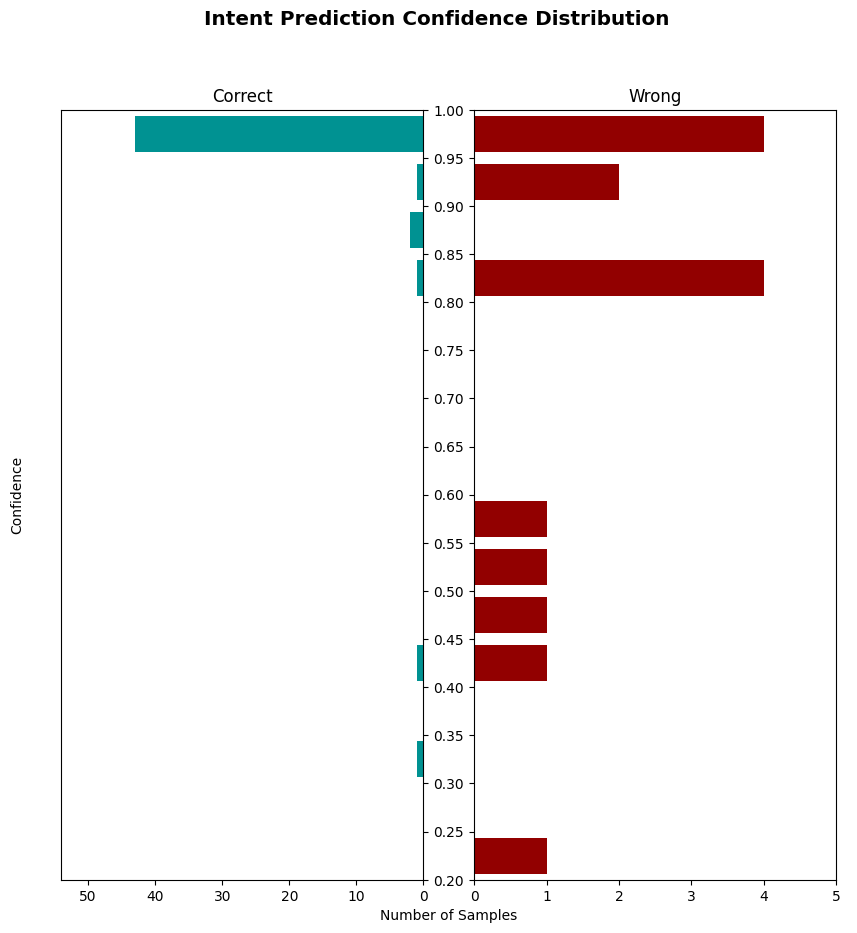 Intent Prediction Confidence Distribution
Correct
Wrong
1.00
0.95
0.90
0.85
0.80
0.75
0.70
0.65
0.60
0.55
0.50
0.45
0.40
0.35
0.30
0.25
0.20
Confidence
50 40 30 20 10 0 0 1 2 3 4 5
Number of Samples